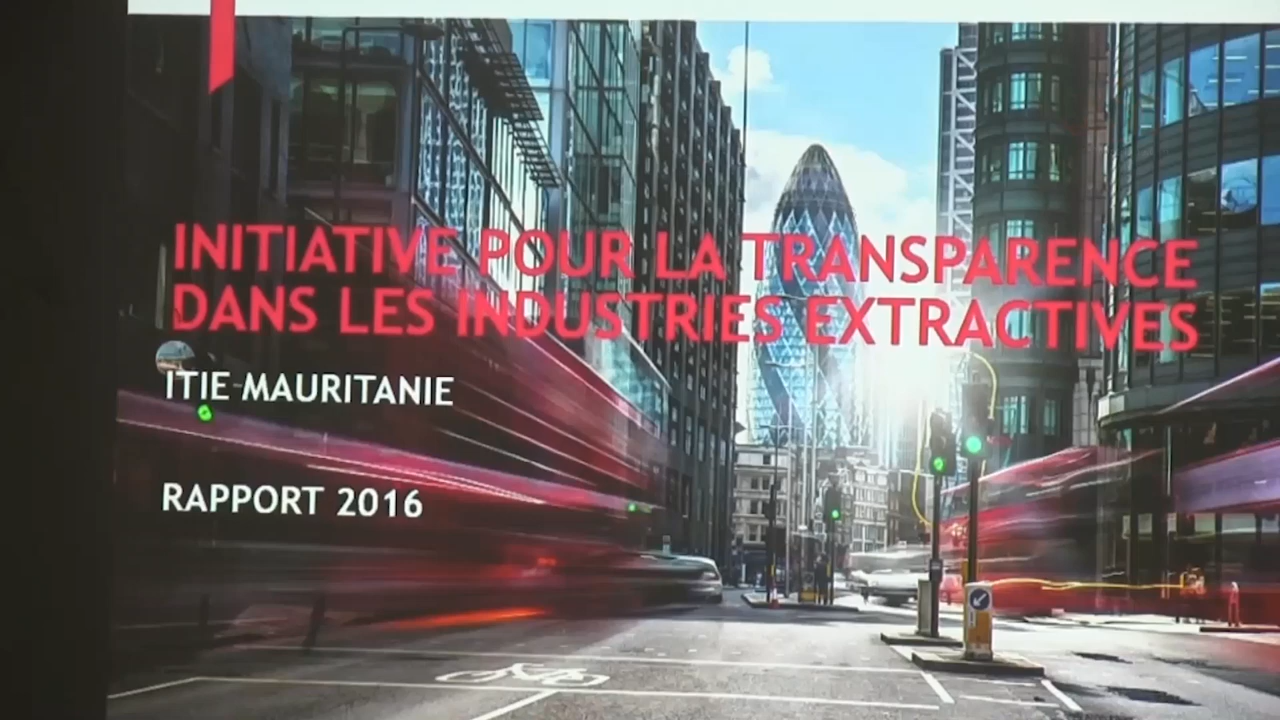 INITIATIVE POUR LA TRANSPARENCE
DANS LES INDUSTRIES EXTRACTIVES
ITIE MAURITANIE
RAPPORT 2016